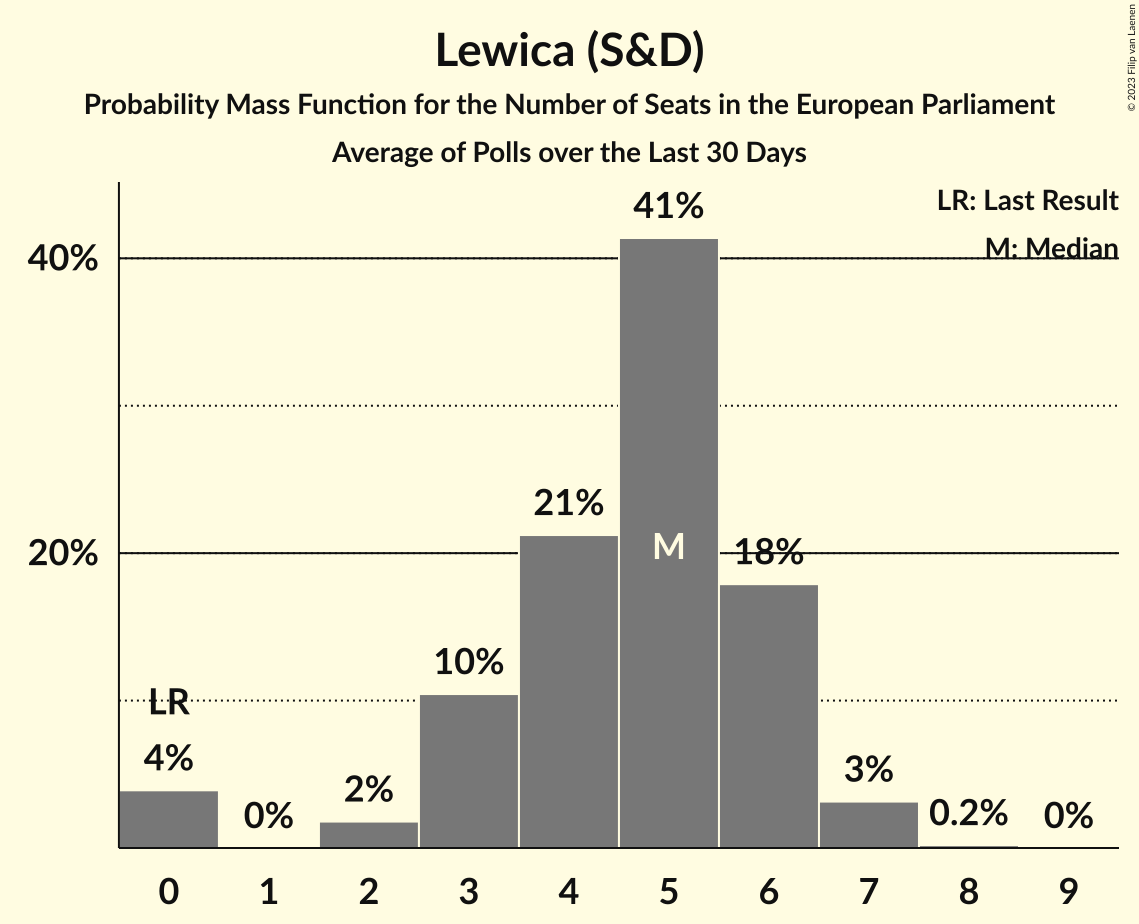 Lewica (S&D)
Probability Mass Function for the Number of Seats in the European Parliament
Average of Polls over the Last 30 Days
© 2023 Filip van Laenen
LR: Last Result
M: Median
40%
20%
LR
4%
0%
2%
10%
21%
41%
M
18%
3%
0.2%
0%
0 1 2 3 4 5 6 7 8 9